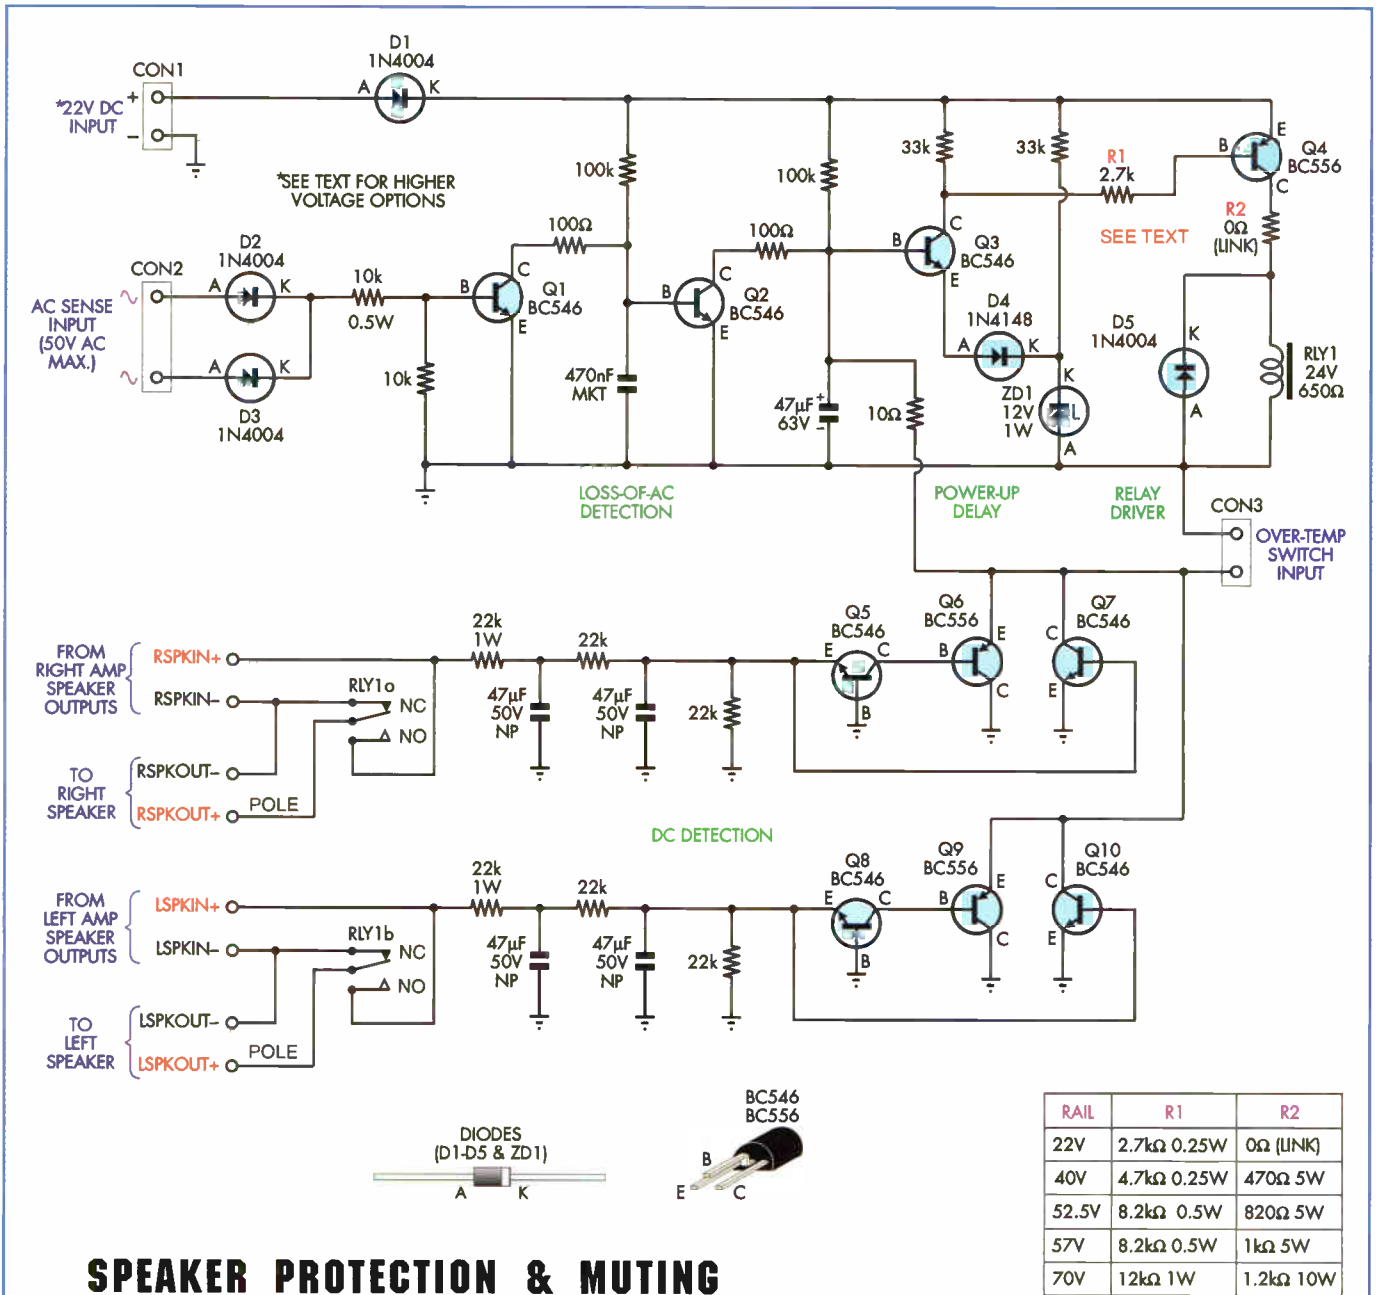 D1
1N4004
CON1
A K
+
*22V DC
INPUT
–
*SEE TEXT FOR HIGHER
VOLTAGE OPTIONS
100k
100k
33k
33k
R1
2.7k
B
E
C
Q4
BC556
R2
0Ω
(LINK)
SEE TEXT
D2
1N4004
CON2
A K
AC SENSE
INPUT
(50V AC
MAX.)
A K
D3
1N4004
10k
0.5W
10k
100Ω
B
C
E
Q1
BC546
470nF
MKT
100Ω
B
C
E
Q2
BC546
47µF
63V
+
–
10Ω
B
C
E
Q3
BC546
D4
1N4148
A K
ZD1
12V
1W
K
A
D5
1N4004
K
A
RLY1
24V
650Ω
LOSS-OF-AC
DETECTION
POWER-UP
DELAY
RELAY
DRIVER
CON3
OVER-TEMP
SWITCH
INPUT
FROM
RIGHT AMP
SPEAKER
OUTPUTS
RSPKIN+
RSPKIN–
RLY1a
NC
NO
TO
RIGHT
SPEAKER
RSPKOUT–
RSPKOUT+
POLE
22k
1W
22k
47µF
50V
NP
47µF
50V
NP
22k
Q5
BC546
E C
B
Q6
BC556
B
E
C
Q7
BC546
C
E
DC DETECTION
FROM
LEFT AMP
SPEAKER
OUTPUTS
LSPKIN+
LSPKIN–
RLY1b
NC
NO
TO
LEFT
SPEAKER
LSPKOUT–
LSPKOUT+
POLE
22k
1W
22k
47µF
50V
NP
47µF
50V
NP
22k
Q8
BC546
E C
B
Q9
BC556
B
E
C
Q10
BC546
C
E
DIODES
(D1-D5 & ZD1)
A K
BC546
BC556
B
E C
RAIL R1 R2
22V 2.7kΩ 0.25W 0Ω (LINK)
40V 4.7kΩ 0.25W 470Ω 5W
52.5V 8.2kΩ 0.5W 820Ω 5W
57V 8.2kΩ 0.5W 1kΩ 5W
70V 12kΩ 1W 1.2kΩ 10W
SPEAKER PROTECTION & MUTING